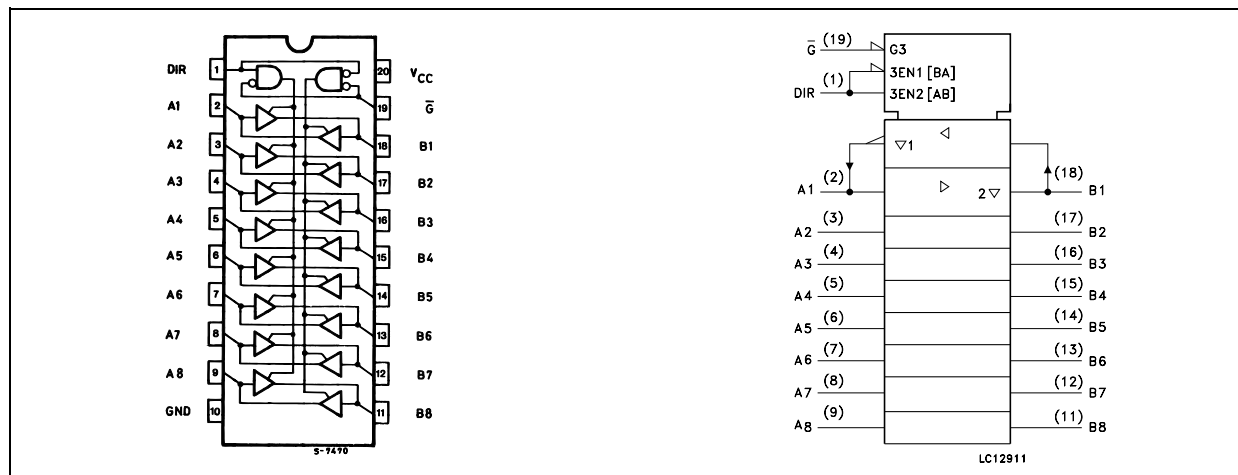 DIR 1 20 VCC
A1 2 19 G̅
A2 3 18 B1
A3 4 17 B2
A4 5 16 B3
A5 6 15 B4
A6 7 14 B5
A7 8 13 B6
A8 9 12 B7
GND 10 11 B8
S-7470
G̅ (19) G3
3EN1 [BA]
DIR (1) 3EN2 [AB]
▽1 ◁
A1 (2) ▷ 2▽ (18) B1
A2 (3) (17) B2
A3 (4) (16) B3
A4 (5) (15) B4
A5 (6) (14) B5
A6 (7) (13) B6
A7 (8) (12) B7
A8 (9) (11) B8
LC12911